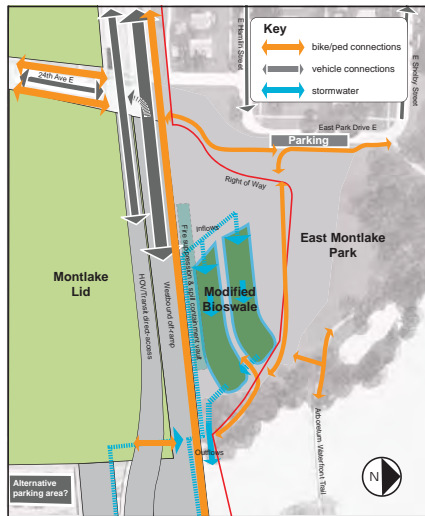 Key
bike/ped connections
vehicle connections
stormwater
E Hamlin Street
E Shelby Street
24th Ave E
East Park Drive E
Parking
Right of Way
East Montlake
Park
inflows
Fire suppression & spill containment vault
Modified
Bioswale
Montlake
Lid
HOV/Transit direct-access
Westbound off-ramp
Arboretum Waterfront Trail
Outflows
Alternative
parking area?
N